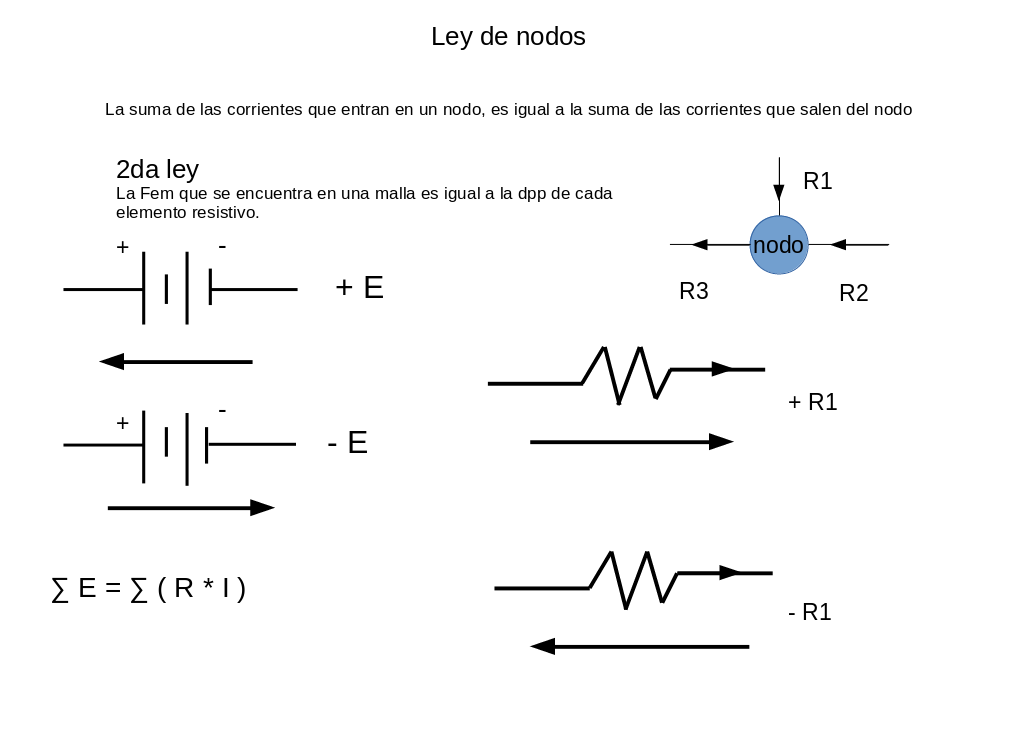 Ley de nodos
La suma de las corrientes que entran en un nodo, es igual a la suma de las corrientes que salen del nodo
2da ley
La Fem que se encuentra en una malla es igual a la dpp de cada
elemento resistivo.
R1
nodo
R3
R2
+ -
+ E
+ R1
+ -
- E
∑ E = ∑ ( R * I )
- R1